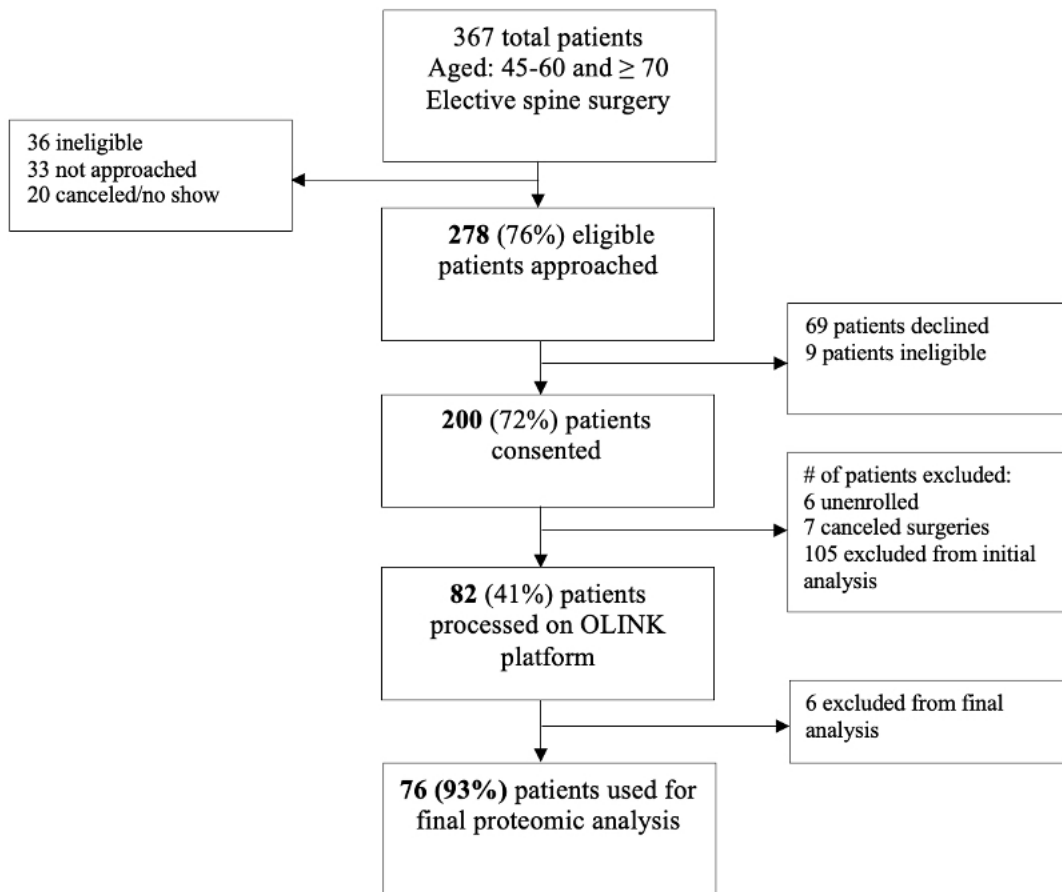 367 total patients
Aged: 45-60 and ≥ 70
Elective spine surgery
36 ineligible
33 not approached
20 canceled/no show
278 (76%) eligible
patients approached
69 patients declined
9 patients ineligible
200 (72%) patients
consented
# of patients excluded:
6 unenrolled
7 canceled surgeries
105 excluded from initial
analysis
82 (41%) patients
processed on OLINK
platform
6 excluded from final
analysis
76 (93%) patients used for
final proteomic analysis